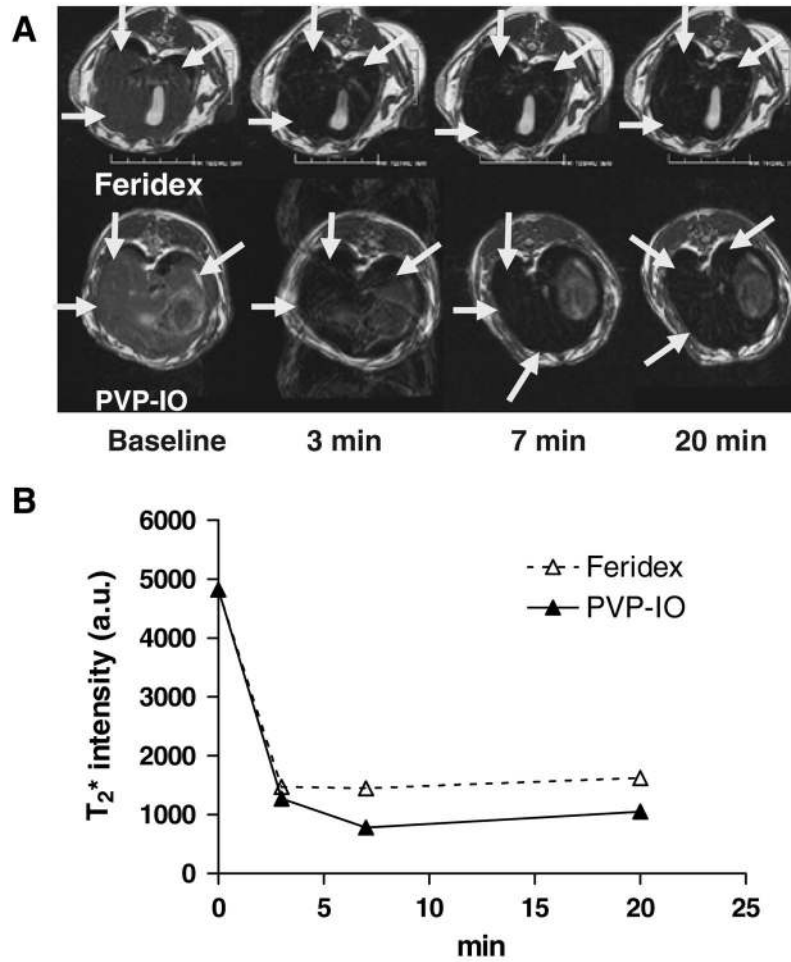 A
Feridex
PVP-IO
Baseline 3 min 7 min 20 min
B
6000
5000
4000
3000
2000
1000
0
T₂* intensity (a.u.)
Feridex
PVP-IO
0 5 10 15 20 25
min